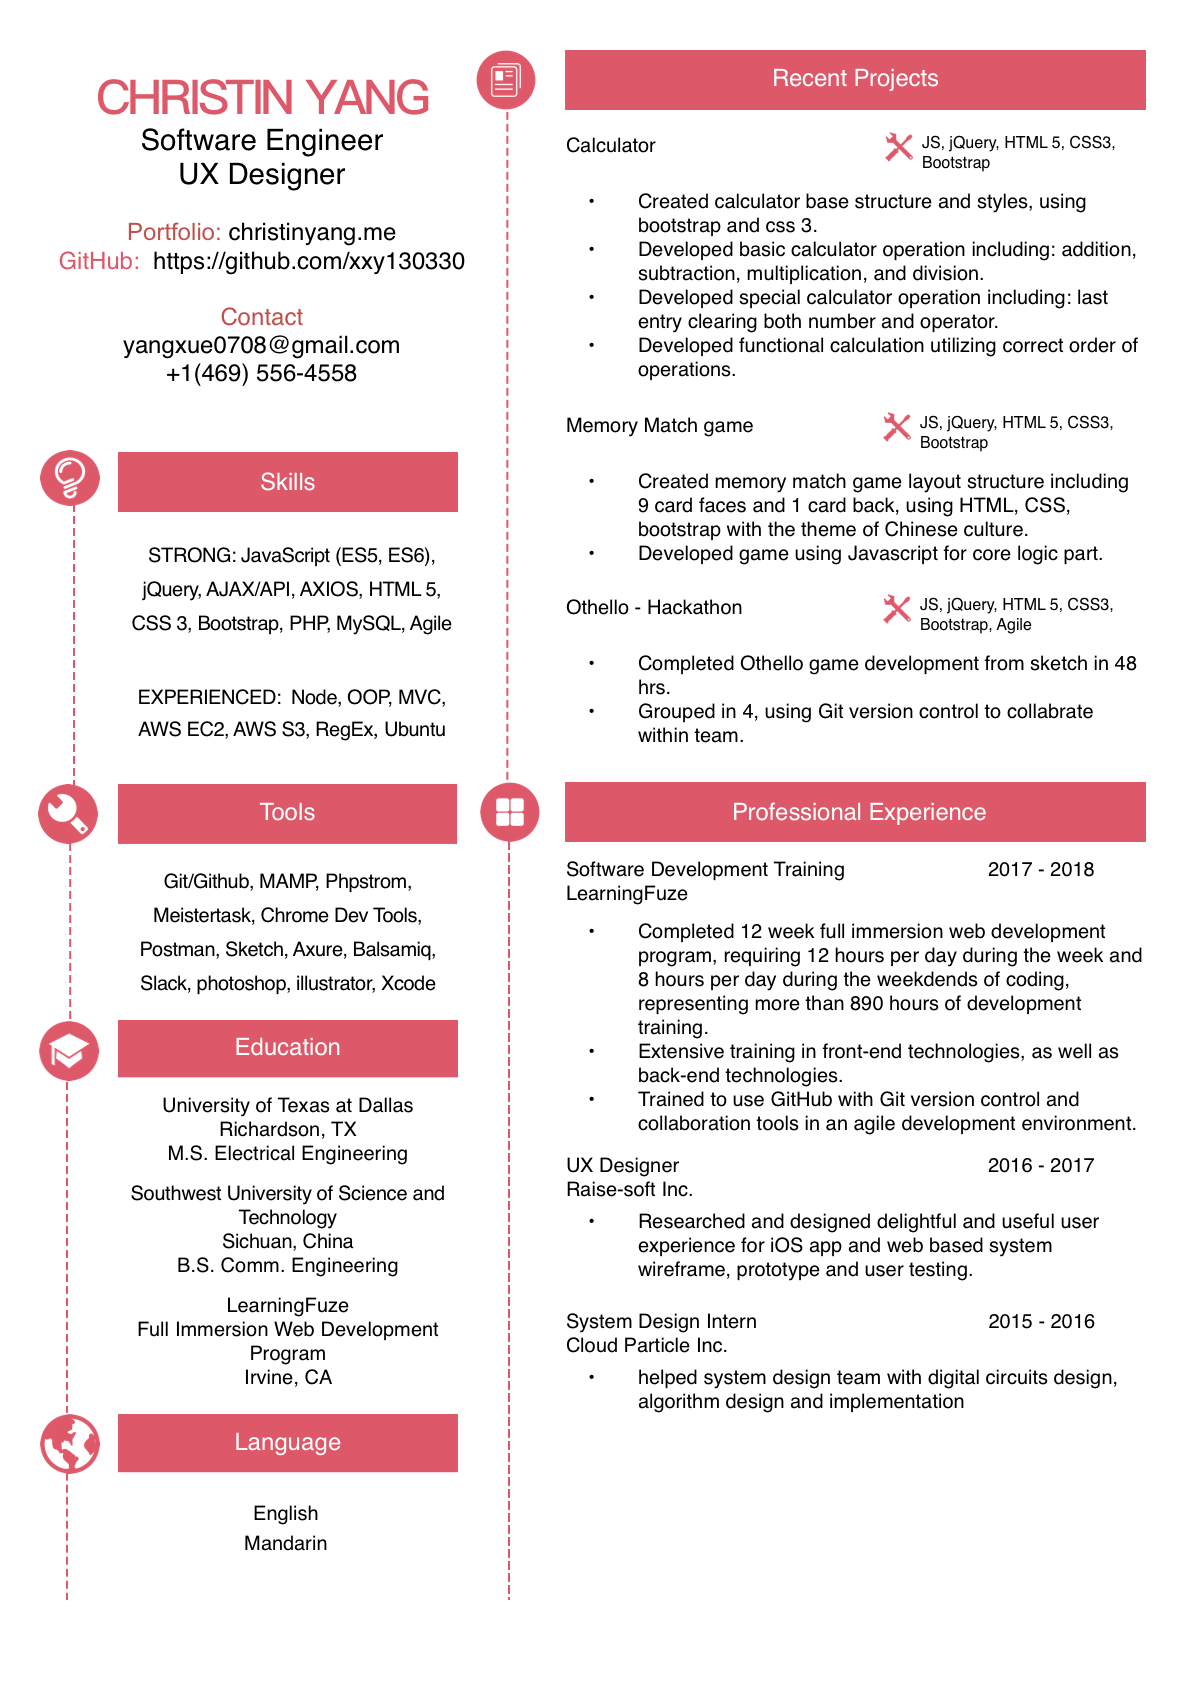 CHRISTIN YANG
Software Engineer
UX Designer
Portfolio: christinyang.me
GitHub:  https://github.com/xxy130330
Contact
yangxue0708@gmail.com
+1(469) 556-4558
Skills
STRONG: JavaScript (ES5, ES6),
jQuery, AJAX/API, AXIOS, HTML 5,
CSS 3, Bootstrap, PHP, MySQL, Agile
EXPERIENCED:  Node, OOP, MVC,
AWS EC2, AWS S3, RegEx, Ubuntu
Tools
Git/Github, MAMP, Phpstrom,
Meistertask, Chrome Dev Tools,
Postman, Sketch, Axure, Balsamiq,
Slack, photoshop, illustrator, Xcode
Education
University of Texas at Dallas
Richardson, TX
M.S. Electrical Engineering
Southwest University of Science and
Technology
Sichuan, China
B.S. Comm. Engineering
LearningFuze
Full Immersion Web Development
Program
Irvine, CA
Language
English
Mandarin
Recent Projects
Calculator
JS, jQuery, HTML 5, CSS3,
Bootstrap
• Created calculator base structure and styles, using
bootstrap and css 3.
• Developed basic calculator operation including: addition,
subtraction, multiplication, and division.
• Developed special calculator operation including: last
entry clearing both number and operator.
• Developed functional calculation utilizing correct order of
operations.
Memory Match game
JS, jQuery, HTML 5, CSS3,
Bootstrap
• Created memory match game layout structure including
9 card faces and 1 card back, using HTML, CSS,
bootstrap with the theme of Chinese culture.
• Developed game using Javascript for core logic part.
Othello - Hackathon
JS, jQuery, HTML 5, CSS3,
Bootstrap, Agile
• Completed Othello game development from sketch in 48
hrs.
• Grouped in 4, using Git version control to collabrate
within team.
Professional Experience
Software Development Training 2017 - 2018
LearningFuze
• Completed 12 week full immersion web development
program, requiring 12 hours per day during the week and
8 hours per day during the weekdends of coding,
representing more than 890 hours of development
training.
• Extensive training in front-end technologies, as well as
back-end technologies.
• Trained to use GitHub with Git version control and
collaboration tools in an agile development environment.
UX Designer 2016 - 2017
Raise-soft Inc.
• Researched and designed delightful and useful user
experience for iOS app and web based system
wireframe, prototype and user testing.
System Design Intern 2015 - 2016
Cloud Particle Inc.
• helped system design team with digital circuits design,
algorithm design and implementation